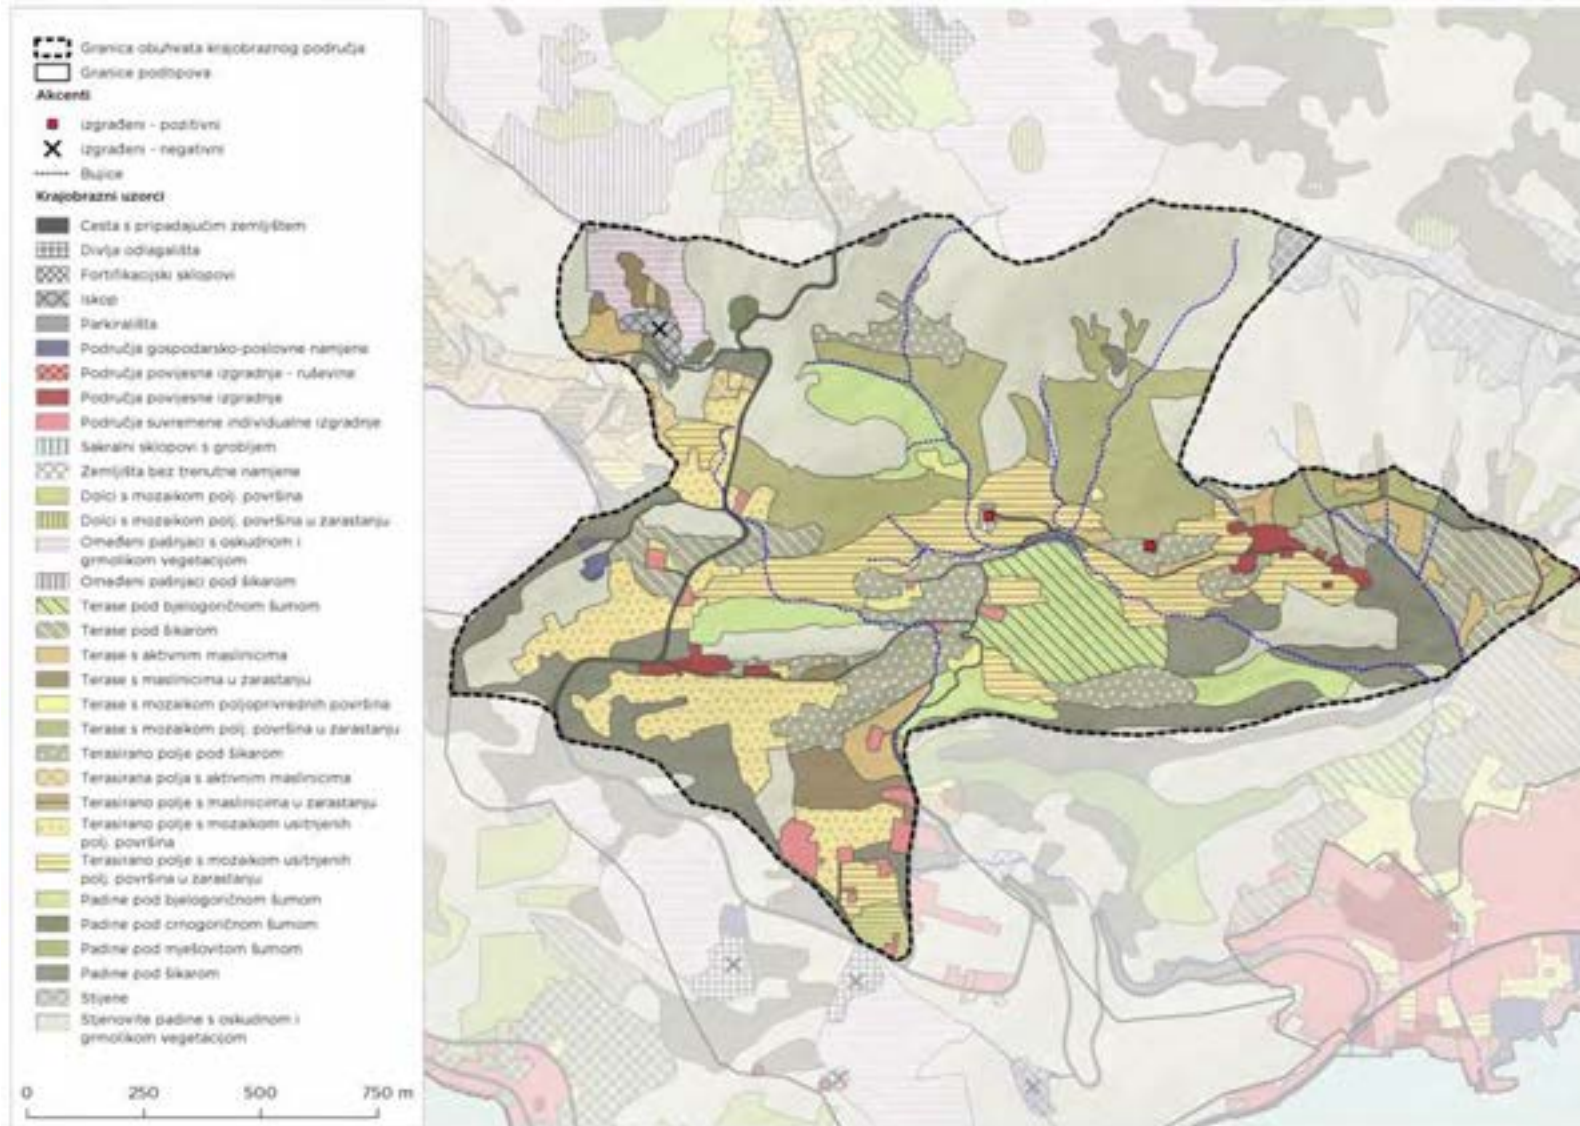 Granica obuhvata krajobraznog područja
Granice podtipova
Akcenti
izgrađeni - pozitivni
izgrađeni - negativni
Bujice
Krajobrazni uzorci
Cesta s pripadajućim zemljištem
Divlja odlagališta
Fortifikacijski sklopovi
Iskop
Parkirališta
Područja gospodarsko-poslovne namjene
Područja povijesne izgradnje - ruševine
Područja povijesne izgradnje
Područja suvremene individualne izgradnje
Sakralni sklopovi s grobljem
Zemljišta bez trenutne namjene
Dolci s mozaikom polj. površina
Dolci s mozaikom polj. površina u zarastanju
Omeđeni pašnjaci s oskudnom i
grmolikom vegetacijom
Omeđeni pašnjaci pod šikarom
Terase pod bjelogoričnom šumom
Terase pod šikarom
Terase s aktivnim maslinicima
Terase s maslinicima u zarastanju
Terase s mozaikom poljoprivrednih površina
Terase s mozaikom polj. površina u zarastanju
Terasirano polje pod šikarom
Terasirana polja s aktivnim maslinicima
Terasirano polje s maslinicima u zarastanju
Terasirano polje s mozaikom usitnjenih
polj. površina
Terasirano polje s mozaikom usitnjenih
polj. površina u zarastanju
Padine pod bjelogoričnom šumom
Padine pod crnogoričnom šumom
Padine pod mješovitom šumom
Padine pod šikarom
Stijene
Stjenovite padine s oskudnom i
grmolikom vegetacijom
0 250 500 750 m